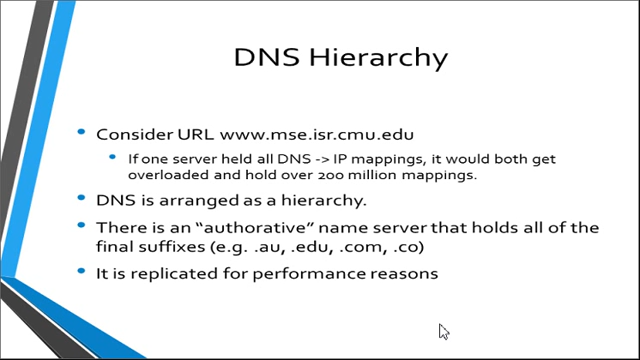 DNS Hierarchy
• Consider URL www.mse.isr.cmu.edu
• If one server held all DNS -> IP mappings, it would both get
overloaded and hold over 200 million mappings.
• DNS is arranged as a hierarchy.
• There is an “authorative” name server that holds all of the
final suffixes (e.g. .au, .edu, .com, .co)
• It is replicated for performance reasons